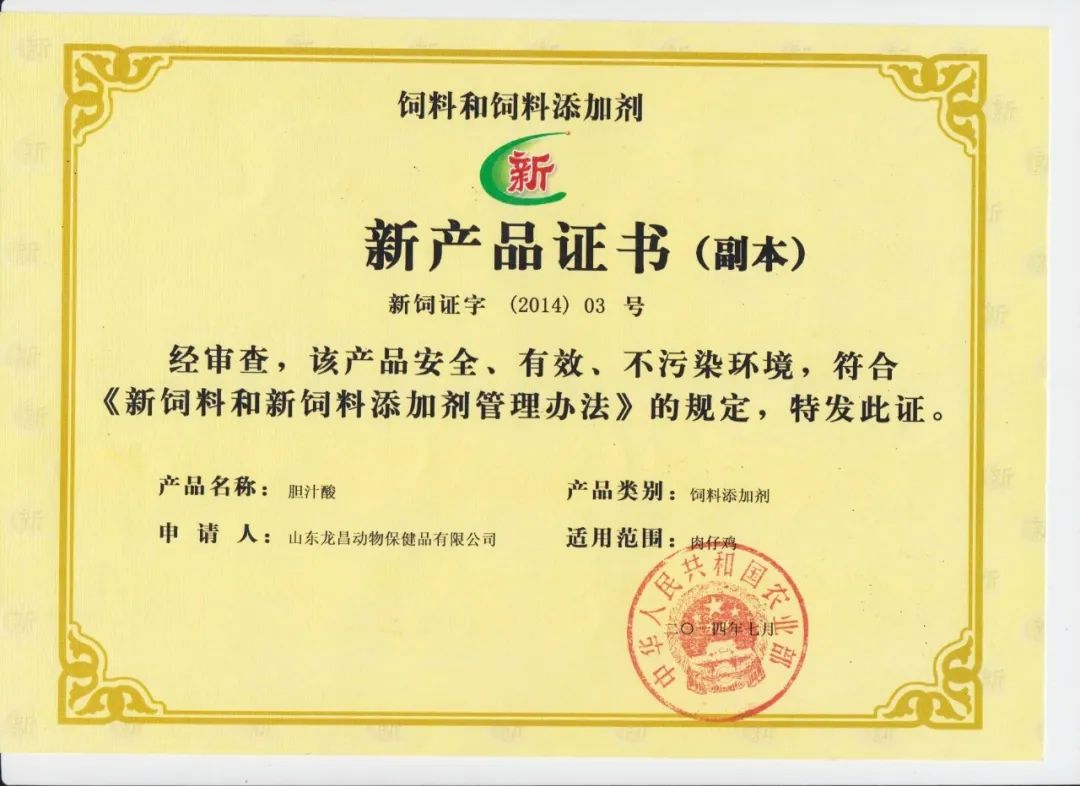 饲料和饲料添加剂
新
新产品证书（副本）
新饲证字 (2014) 03 号
经审查，该产品安全、有效、不污染环境，符合
《新饲料和新饲料添加剂管理办法》的规定，特发此证。
产品名称：胆汁酸
产品类别：饲料添加剂
申 请 人：山东龙昌动物保健品有限公司
适用范围：肉仔鸡
中华人民共和国农业部
二〇一四年七月